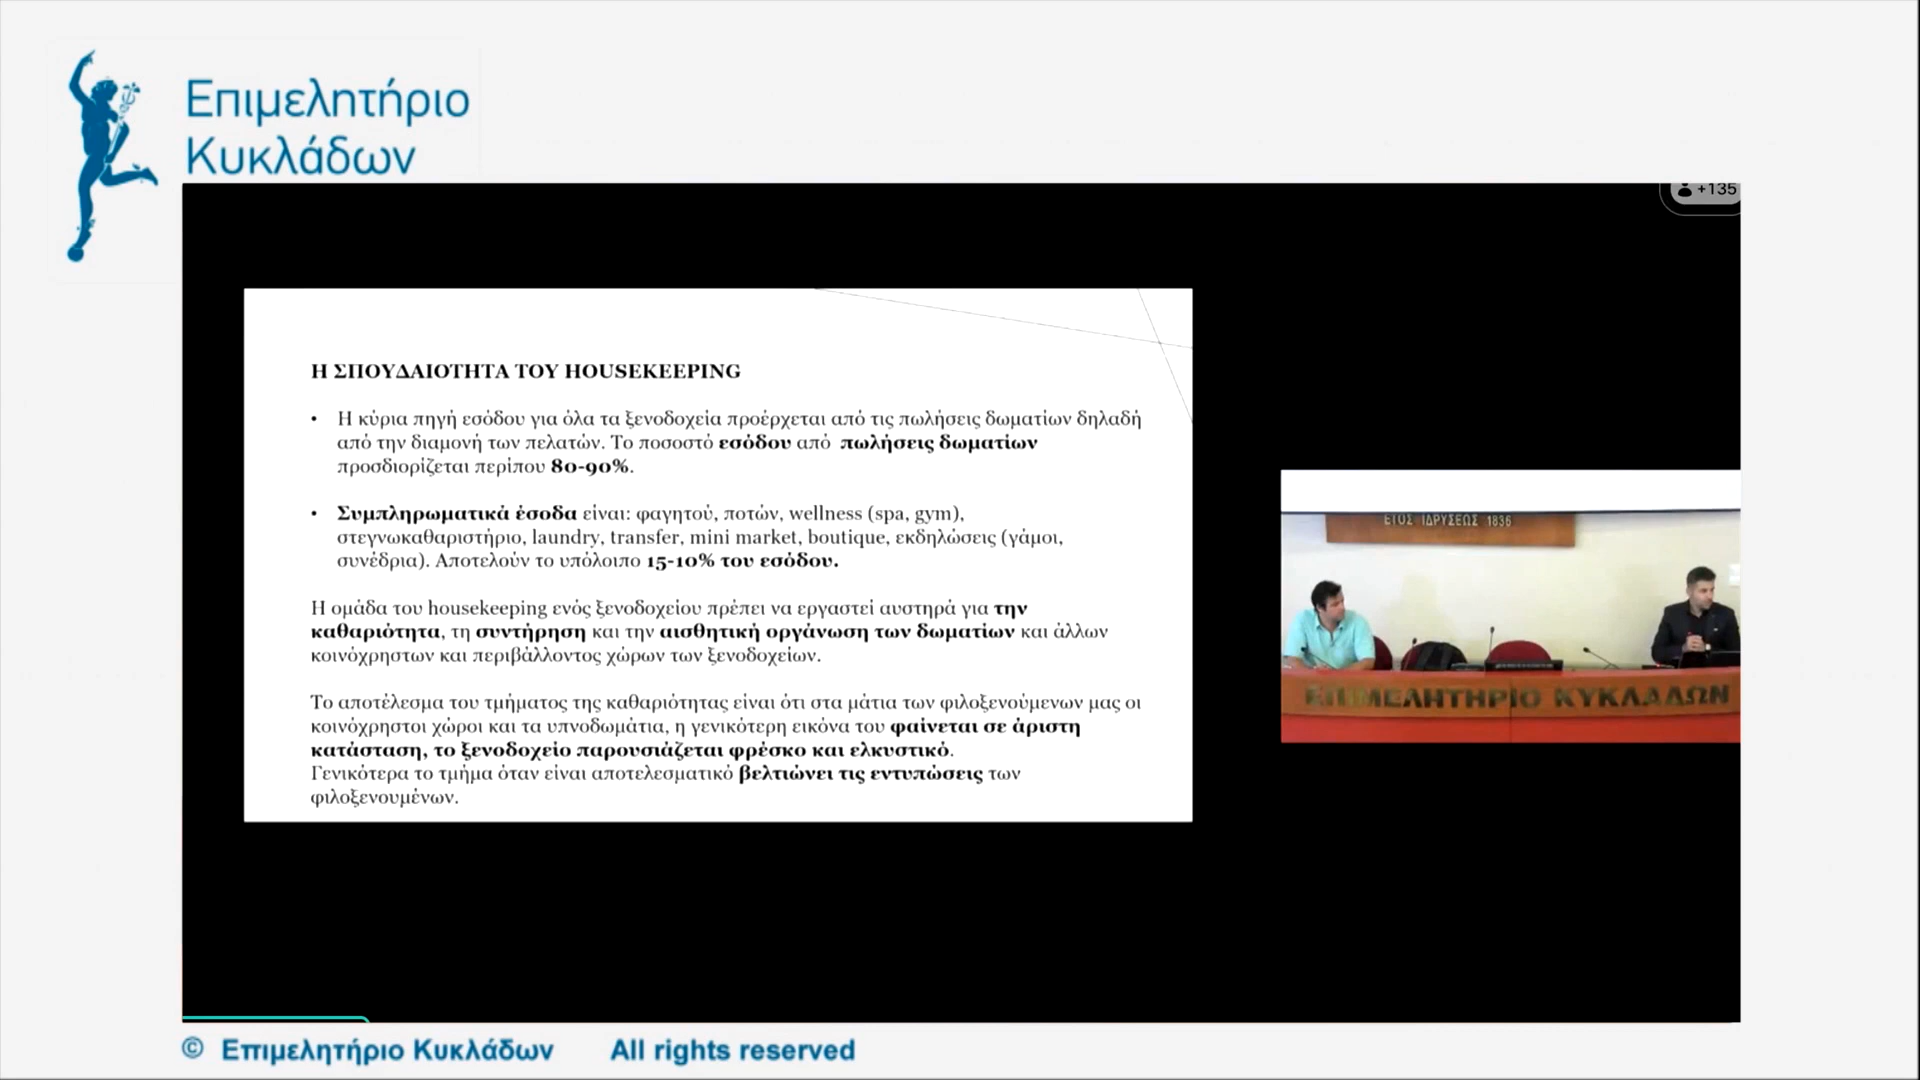 Επιμελητήριο
Κυκλάδων
+135
Η ΣΠΟΥΔΑΙΟΤΗΤΑ ΤΟΥ HOUSEKEEPING
• Η κύρια πηγή εσόδου για όλα τα ξενοδοχεία προέρχεται από τις πωλήσεις δωματίων δηλαδή
από την διαμονή των πελατών. Το ποσοστό εσόδου από πωλήσεις δωματίων
προσδιορίζεται περίπου 80-90%.
• Συμπληρωματικά έσοδα είναι: φαγητού, ποτών, wellness (spa, gym),
στεγνωκαθαριστήριο, laundry, transfer, mini market, boutique, εκδηλώσεις (γάμοι,
συνέδρια). Αποτελούν το υπόλοιπο 15-10% του εσόδου.
Η ομάδα του housekeeping ενός ξενοδοχείου πρέπει να εργαστεί αυστηρά για την
καθαριότητα, τη συντήρηση και την αισθητική οργάνωση των δωματίων και άλλων
κοινόχρηστων και περιβάλλοντος χώρων των ξενοδοχείων.
Το αποτέλεσμα του τμήματος της καθαριότητας είναι ότι στα μάτια των φιλοξενούμενων μας οι
κοινόχρηστοι χώροι και τα υπνοδωμάτια, η γενικότερη εικόνα του φαίνεται σε άριστη
κατάσταση, το ξενοδοχείο παρουσιάζεται φρέσκο και ελκυστικό.
Γενικότερα το τμήμα όταν είναι αποτελεσματικό βελτιώνει τις εντυπώσεις των
φιλοξενουμένων.
ΕΤΟΣ ΙΔΡΥΣΕΩΣ 1836
ΕΠΙΜΕΛΗΤΗΡΙΟ ΚΥΚΛΑΔΩΝ
© Επιμελητήριο Κυκλάδων All rights reserved